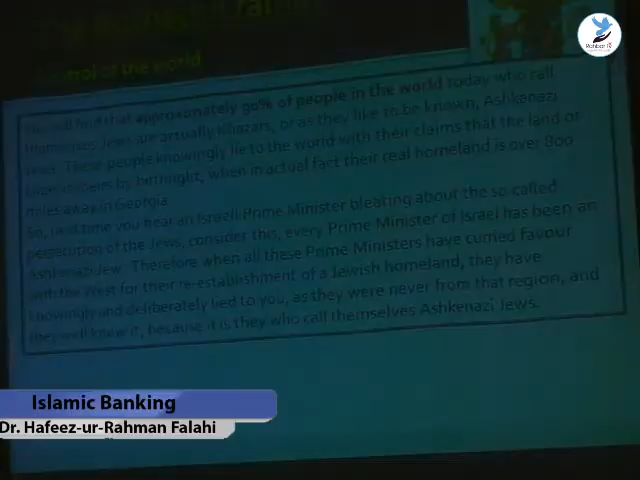 control of the world
You will find that approximately 90% of people in the world today who call
themselves Jews are actually Khazars, or as they like to be known, Ashkenazi
Jews. These people knowingly lie to the world with their claims that the land of
Israel is theirs by birthright, when in actual fact their real homeland is over 800
miles away in Georgia.
So, next time you hear an Israeli Prime Minister bleating about the so called
persecution of the Jews, consider this, every Prime Minister of Israel has been an
Ashkenazi Jew. Therefore when all these Prime Ministers have curried favour
with the West for their re-establishment of a Jewish homeland, they have
knowingly and deliberately lied to you, as they were never from that region, and
they well know it, because it is they who call themselves Ashkenazi Jews.
Islamic Banking
Dr. Hafeez-ur-Rahman Falahi